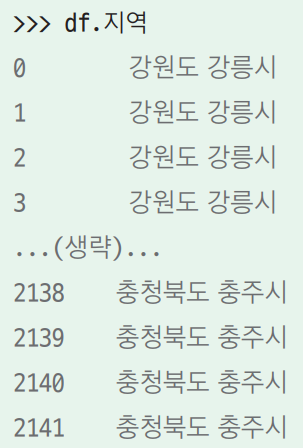 >>> df.지역
0 강원도 강릉시
1 강원도 강릉시
2 강원도 강릉시
3 강원도 강릉시
...(생략)...
2138 충청북도 충주시
2139 충청북도 충주시
2140 충청북도 충주시
2141 충청북도 충주시